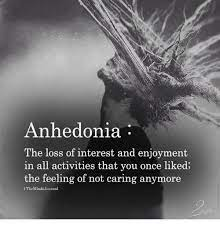 Anhedonia :
The loss of interest and enjoyment
in all activities that you once liked;
the feeling of not caring anymore